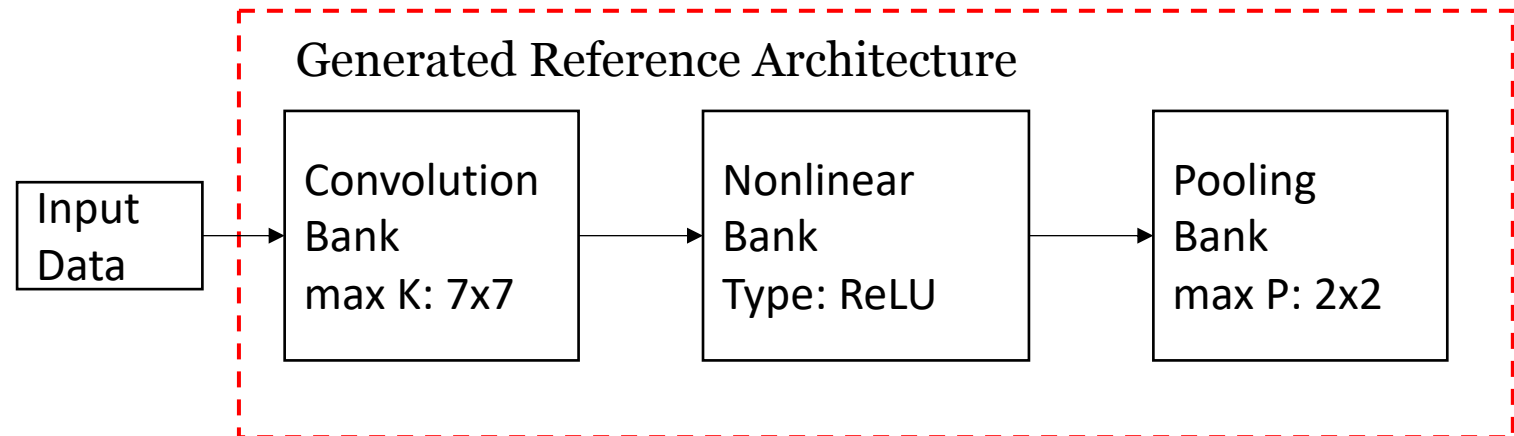 Generated Reference Architecture
Input
Data
Convolution
Bank
max K: 7x7
Nonlinear
Bank
Type: ReLU
Pooling
Bank
max P: 2x2